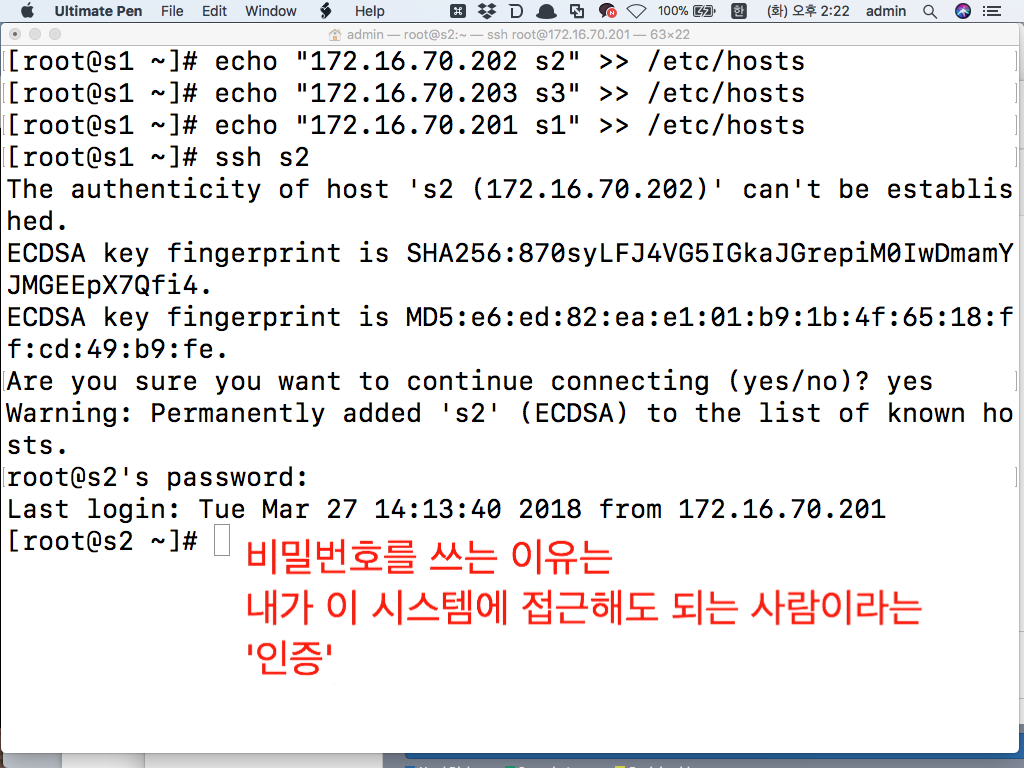 Ultimate Pen File Edit Window Help 100% 한 (화) 오후 2:22 admin
admin — root@s2:~ — ssh root@172.16.70.201 — 63×22
[root@s1 ~]# echo "172.16.70.202 s2" >> /etc/hosts
[root@s1 ~]# echo "172.16.70.203 s3" >> /etc/hosts
[root@s1 ~]# echo "172.16.70.201 s1" >> /etc/hosts
[root@s1 ~]# ssh s2
The authenticity of host 's2 (172.16.70.202)' can't be establis
hed.
ECDSA key fingerprint is SHA256:870syLFJ4VG5IGkaJGrepiM0IwDmamY
JMGEEpX7Qfi4.
ECDSA key fingerprint is MD5:e6:ed:82:ea:e1:01:b9:1b:4f:65:18:f
f:cd:49:b9:fe.
Are you sure you want to continue connecting (yes/no)? yes
Warning: Permanently added 's2' (ECDSA) to the list of known ho
sts.
root@s2's password:
Last login: Tue Mar 27 14:13:40 2018 from 172.16.70.201
[root@s2 ~]#
비밀번호를 쓰는 이유는
내가 이 시스템에 접근해도 되는 사람이라는
'인증'